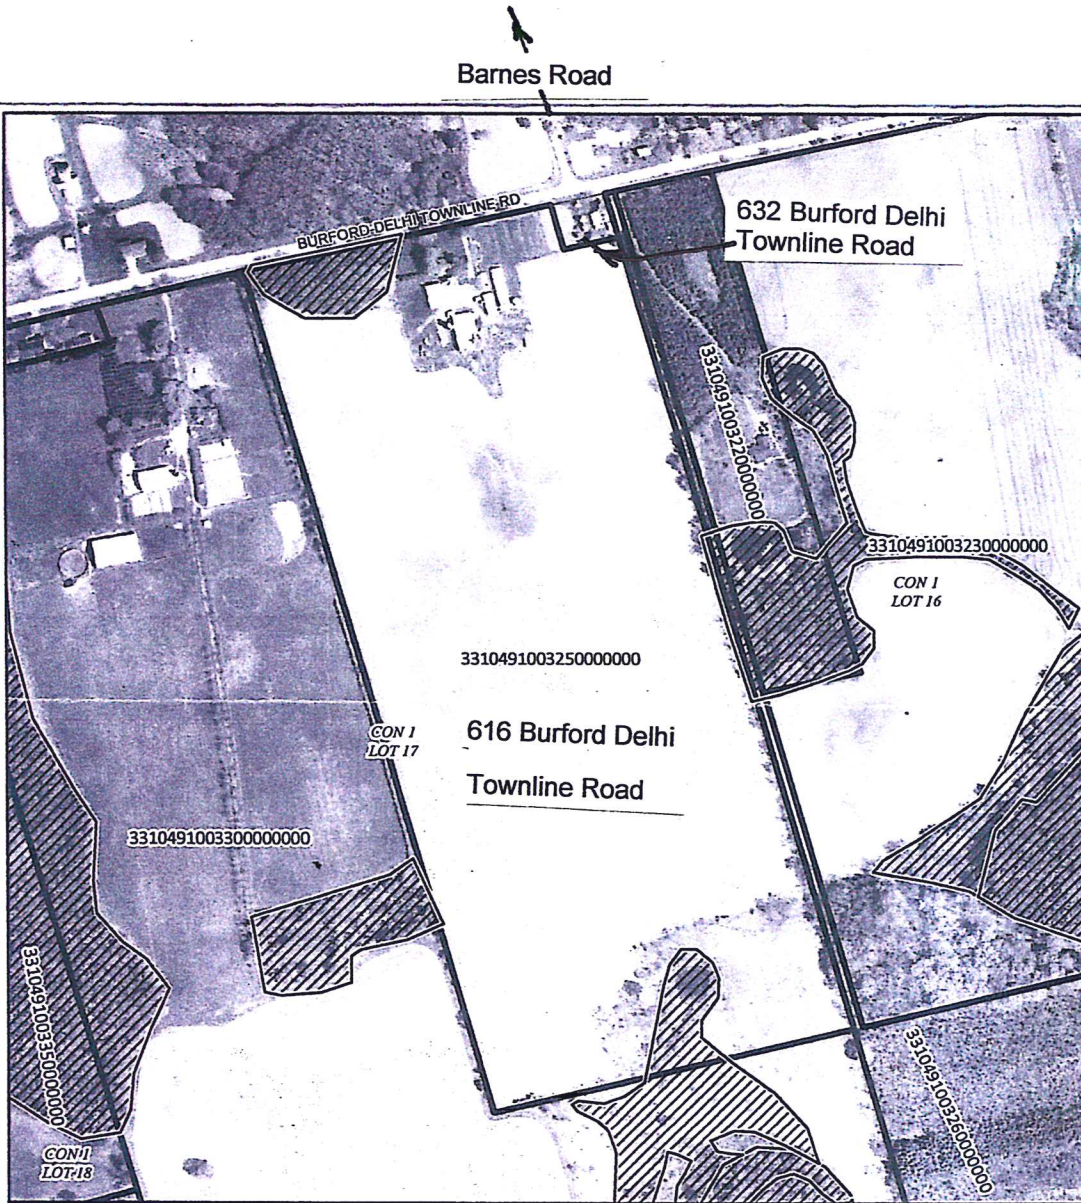 Barnes Road
BURFORD-DELHI TOWNLINE RD
632 Burford Delhi
Townline Road
3310491003220000000
3310491003230000000
CON 1
LOT 16
3310491003250000000
616 Burford Delhi
Townline Road
CON 1
LOT 17
3310491003300000000
3310491003500000000
3310491003260000000
CON 1
LOT 18